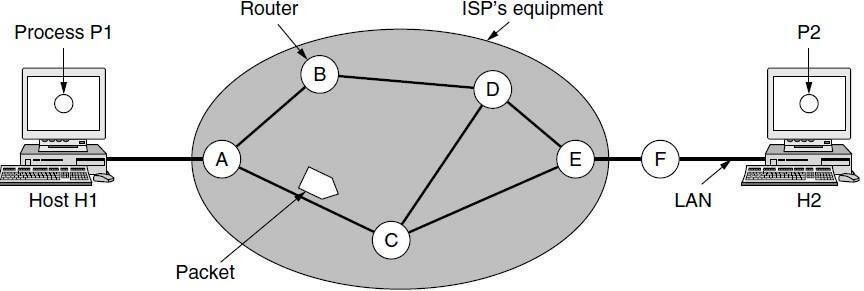 Router
ISP's equipment
Process P1
P2
B
D
A
E
F
C
Host H1
LAN
H2
Packet